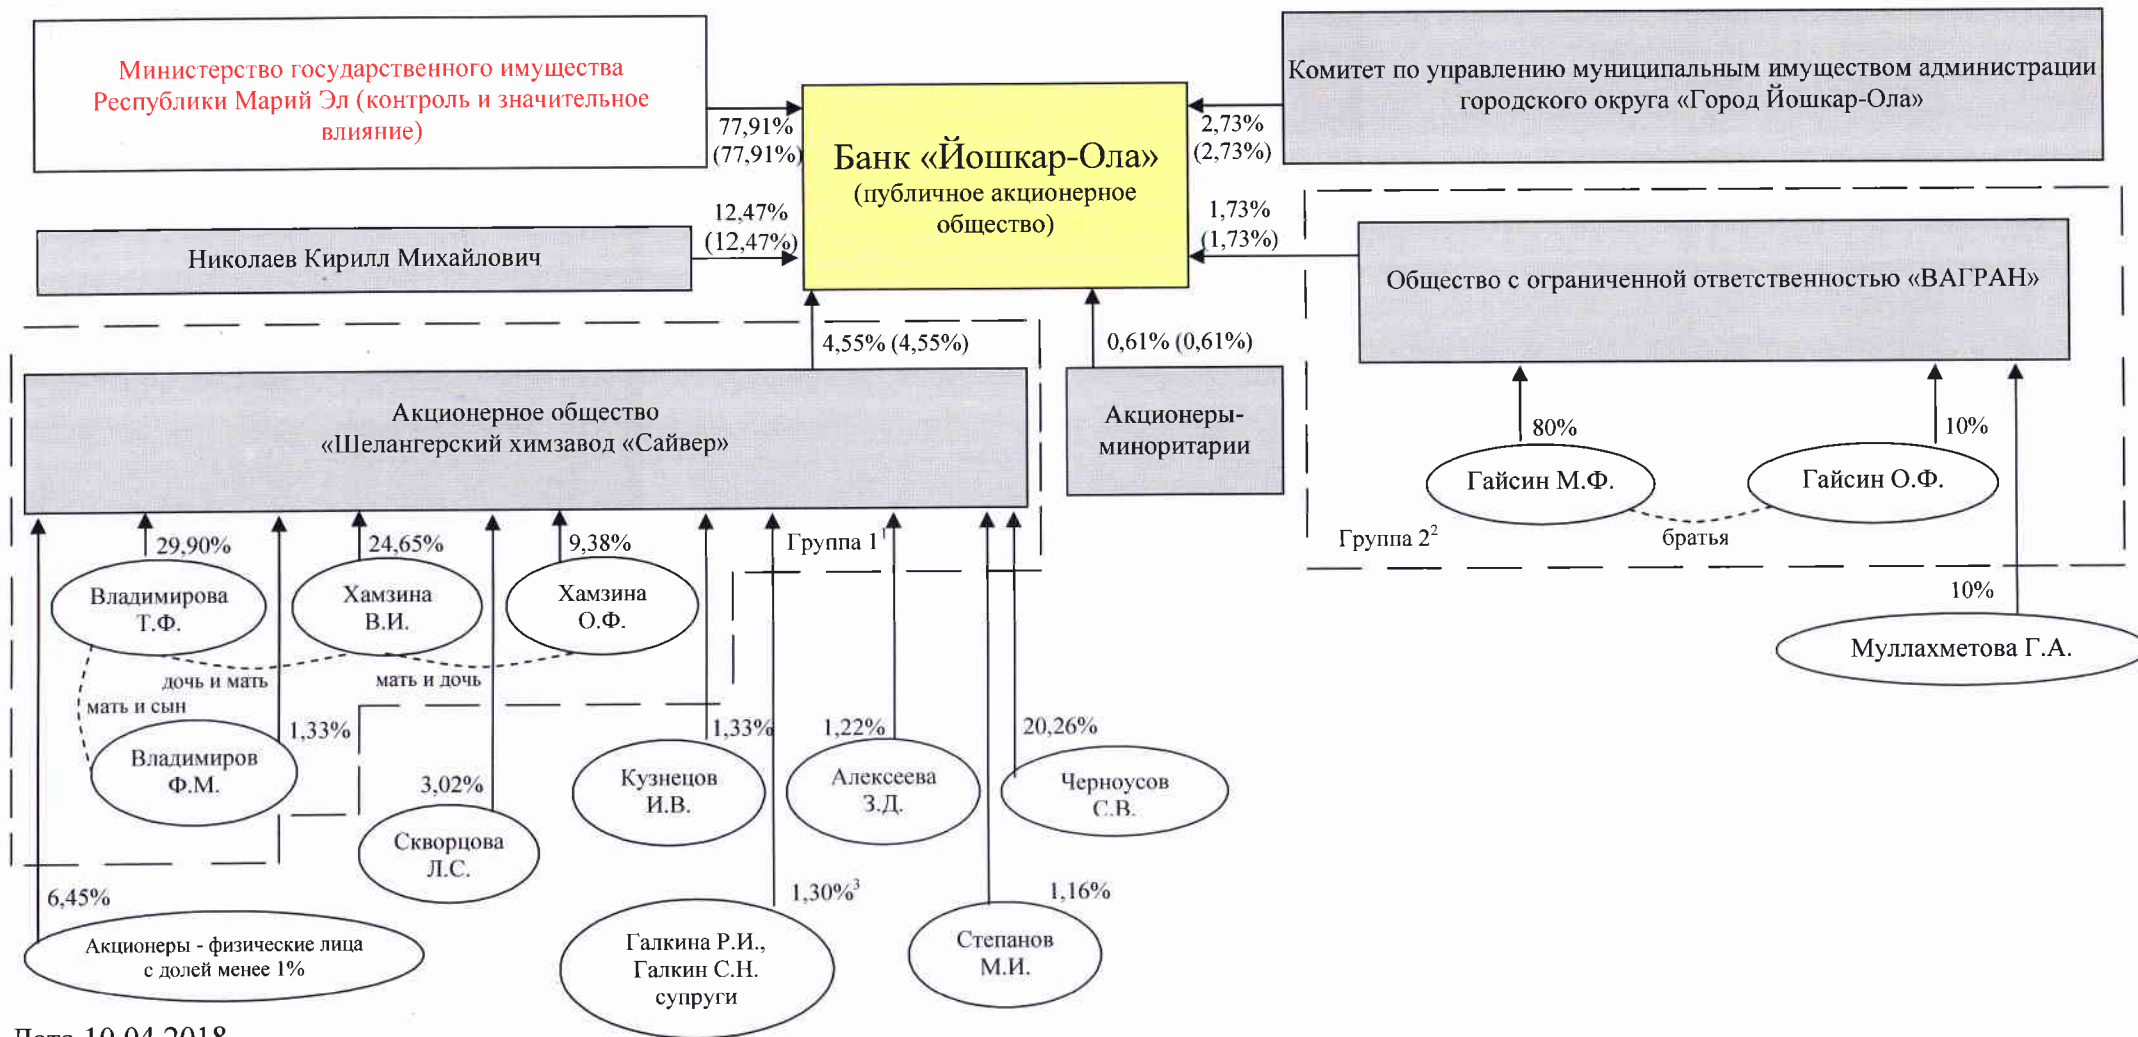 Министерство государственного имущества
Республики Марий Эл (контроль и значительное
влияние)
77,91%
(77,91%)
Банк «Йошкар-Ола»
(публичное акционерное
общество)
2,73%
(2,73%)
Комитет по управлению муниципальным имуществом администрации
городского округа «Город Йошкар-Ола»
Николаев Кирилл Михайлович
12,47%
(12,47%)
1,73%
(1,73%)
Общество с ограниченной ответственностью «ВАГРАН»
4,55% (4,55%)
0,61% (0,61%)
Акционерное общество
«Шелангерский химзавод «Сайвер»
Акционеры-
миноритарии
80%
10%
Гайсин М.Ф.
Гайсин О.Ф.
братья
Группа 2²
10%
Муллахметова Г.А.
29,90%
24,65%
9,38%
Группа 1¹
Владимирова
Т.Ф.
Хамзина
В.И.
Хамзина
О.Ф.
дочь и мать
мать и дочь
мать и сын
1,33%
Владимиров
Ф.М.
3,02%
Скворцова
Л.С.
1,33%
Кузнецов
И.В.
1,22%
Алексеева
З.Д.
20,26%
Черноусов
С.В.
6,45%
Акционеры - физические лица
с долей менее 1%
1,30%³
Галкина Р.И.,
Галкин С.Н.
супруги
1,16%
Степанов
М.И.
Дата 10.04.2018